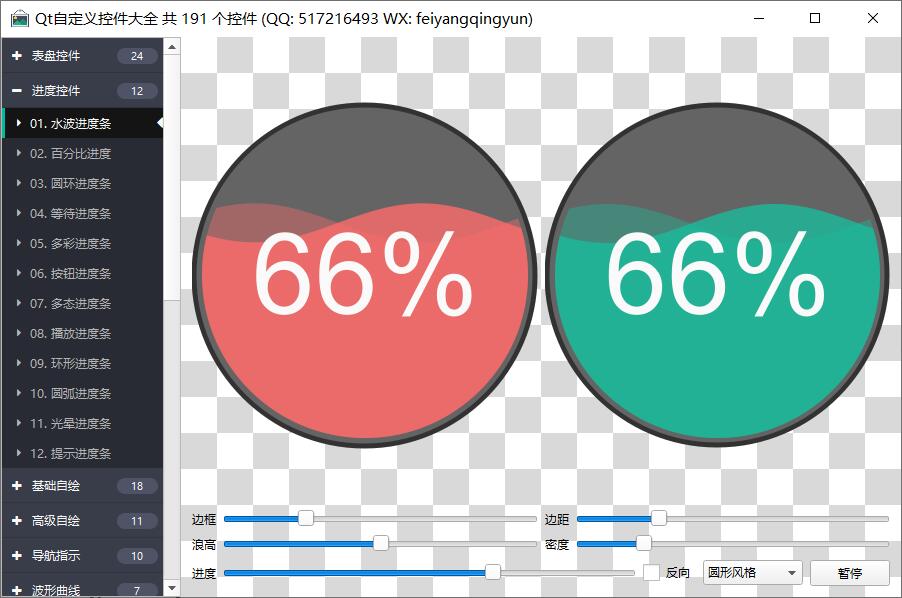 Qt自定义控件大全 共 191 个控件 (QQ: 517216493 WX: feiyangqingyun)
表盘控件 24
进度控件 12
01. 水波进度条
02. 百分比进度
03. 圆环进度条
04. 等待进度条
05. 多彩进度条
06. 按钮进度条
07. 多态进度条
08. 播放进度条
09. 环形进度条
10. 圆弧进度条
11. 光晕进度条
12. 提示进度条
基础自绘 18
高级自绘 11
导航指示 10
波形曲线 7
66%
66%
边框
边距
浪高
密度
进度
反向
圆形风格
暂停